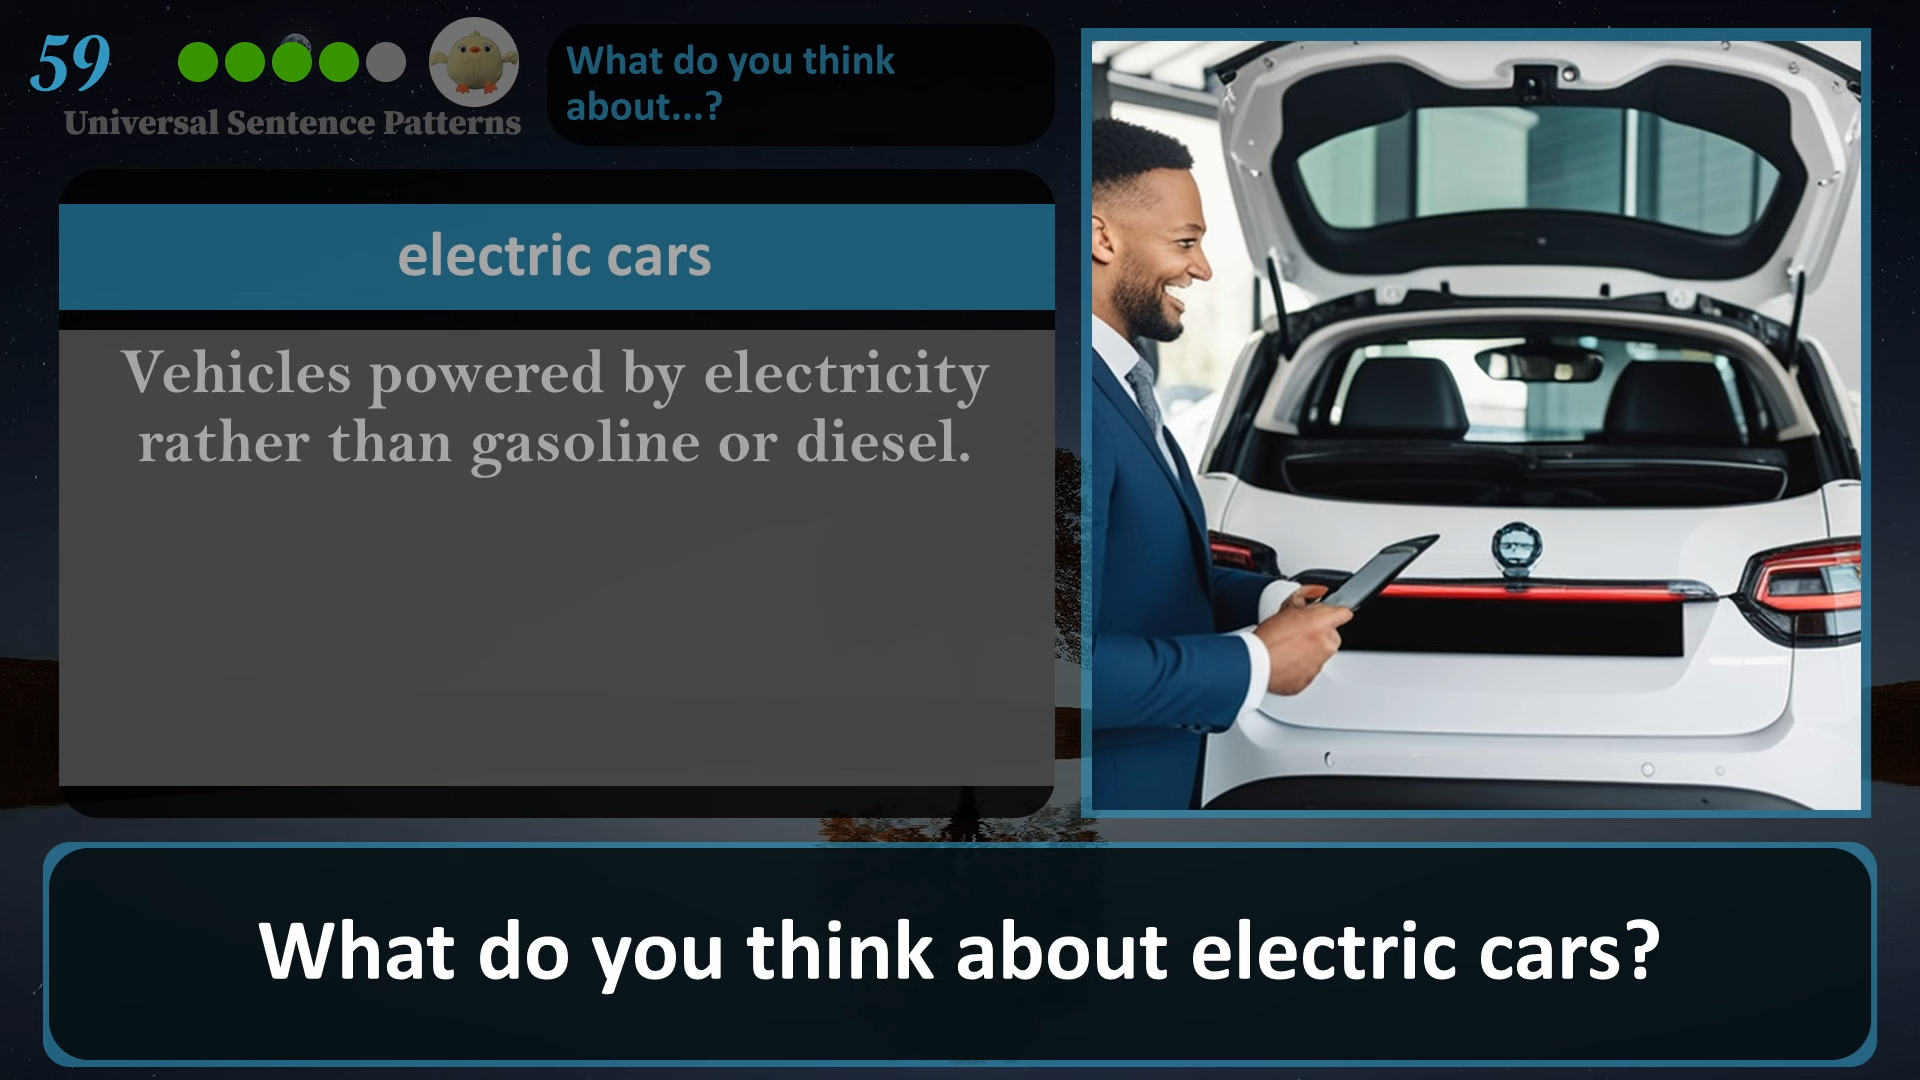 59
Universal Sentence Patterns
What do you think
about...?
electric cars
Vehicles powered by electricity
rather than gasoline or diesel.
What do you think about electric cars?